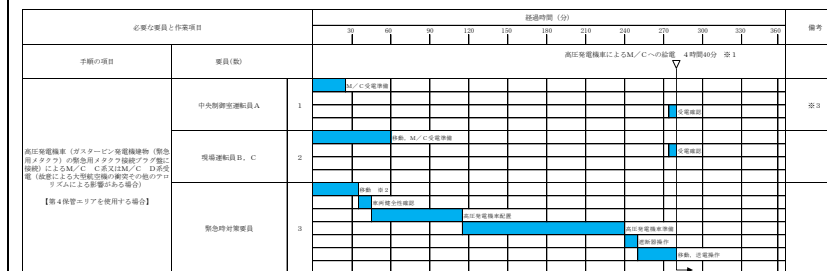 必要な要員と作業項目
経過時間（分）
備考
30 60 90 120 150 180 210 240 270 300 330 360
手順の項目
要員(数)
高圧発電機車によるM／Cへの給電 4時間40分 ※1
高圧発電機車（ガスタービン発電機建物（緊急
用メタクラ）の緊急用メタクラ接続プラグ盤に
接続）によるM／C C系又はM／C D系受
電（故意による大型航空機の衝突その他のテロ
リズムによる影響がある場合）
【第4保管エリアを使用する場合】
中央制御室運転員A
1
M／C受電準備
受電確認
※3
現場運転員B，C
2
移動，M／C受電準備
受電確認
緊急時対策要員
3
移動 ※2
車両健全性確認
高圧発電機車配置
高圧発電機車準備
遮断器操作
移動，送電操作